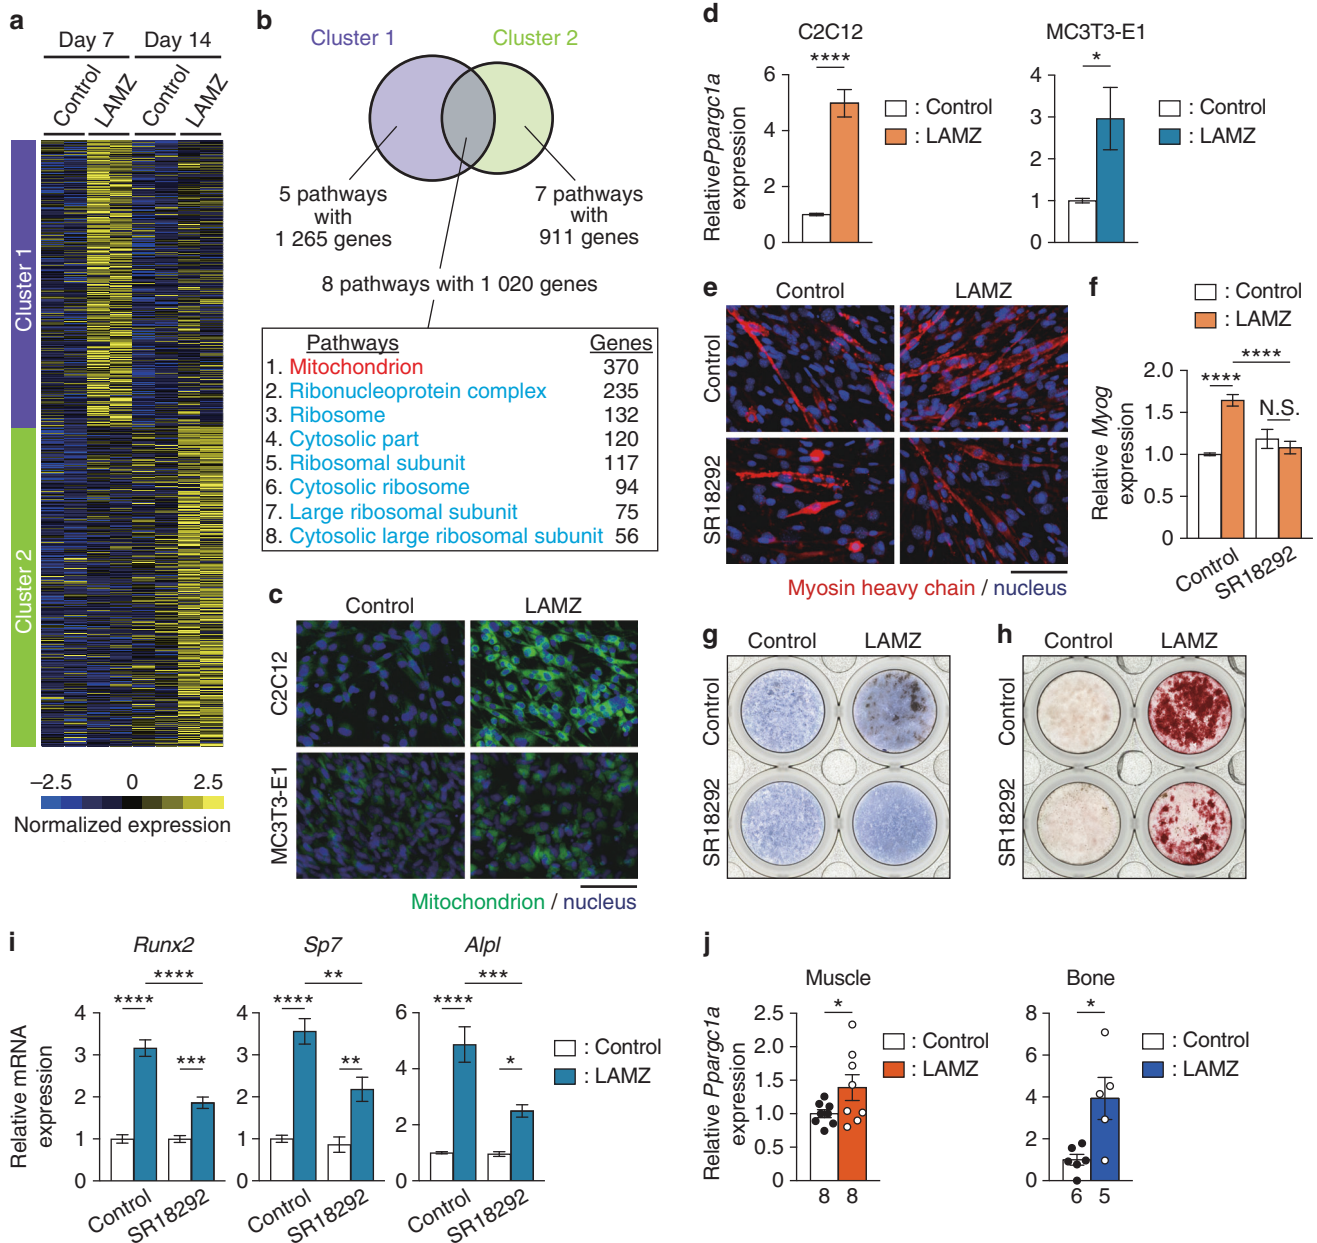 a
Day 7 Day 14
Control LAMZ Control LAMZ
Cluster 1
Cluster 2
–2.5 0 2.5
Normalized expression
b
Cluster 1 Cluster 2
5 pathways
with
1 265 genes
7 pathways
with
911 genes
8 pathways with 1 020 genes
Pathways Genes
1. Mitochondrion 370
2. Ribonucleoprotein complex 235
3. Ribosome 132
4. Cytosolic part 120
5. Ribosomal subunit 117
6. Cytosolic ribosome 94
7. Large ribosomal subunit 75
8. Cytosolic large ribosomal subunit 56
c
Control LAMZ
C2C12
MC3T3-E1
Mitochondrion / nucleus
d
C2C12
Relative Ppargc1a
expression
6
4
2
0
****
: Control
: LAMZ
MC3T3-E1
4
3
2
1
0
*
: Control
: LAMZ
e
Control LAMZ
Control
SR18292
Myosin heavy chain / nucleus
f
: Control
: LAMZ
Relative Myog
expression
2.0
1.5
1.0
0.5
0
****
****
N.S.
Control SR18292
g
Control LAMZ
Control
SR18292
h
Control LAMZ
Control
SR18292
i
Relative mRNA
expression
Runx2
****
****
***
4
3
2
1
0
Control SR18292
Sp7
**
****
**
4
3
2
1
0
Control SR18292
Alpl
***
****
*
6
4
2
0
Control SR18292
: Control
: LAMZ
j
Relative Ppargc1a
expression
Muscle
*
2.5
2.0
1.5
1.0
0.5
0
8 8
: Control
: LAMZ
Bone
*
8
6
4
2
0
6 5
: Control
: LAMZ